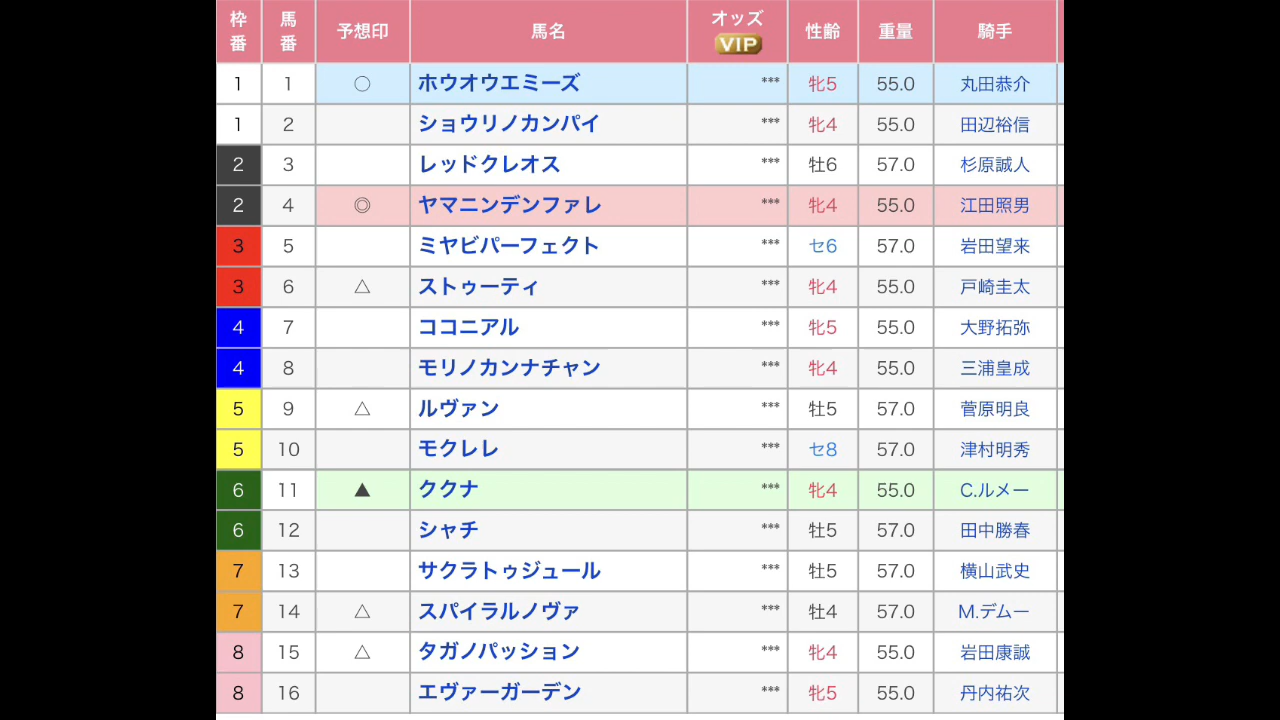 枠番 馬番 予想印 馬名 オッズ VIP 性齢 重量 騎手
1 1 ○ ホウオウエミーズ *** 牝5 55.0 丸田恭介
1 2 ショウリノカンパイ *** 牝4 55.0 田辺裕信
2 3 レッドクレオス *** 牡6 57.0 杉原誠人
2 4 ◎ ヤマニンデンファレ *** 牝4 55.0 江田照男
3 5 ミヤビパーフェクト *** セ6 57.0 岩田望来
3 6 △ ストゥーティ *** 牝4 55.0 戸崎圭太
4 7 ココニアル *** 牝5 55.0 大野拓弥
4 8 モリノカンナチャン *** 牝4 55.0 三浦皇成
5 9 △ ルヴァン *** 牡5 57.0 菅原明良
5 10 モクレレ *** セ8 57.0 津村明秀
6 11 ▲ ククナ *** 牝4 55.0 C.ルメー
6 12 シャチ *** 牡5 57.0 田中勝春
7 13 サクラトゥジュール *** 牡5 57.0 横山武史
7 14 △ スパイラルノヴァ *** 牡4 57.0 M.デムー
8 15 △ タガノパッション *** 牝4 55.0 岩田康誠
8 16 エヴァーガーデン *** 牝5 55.0 丹内祐次